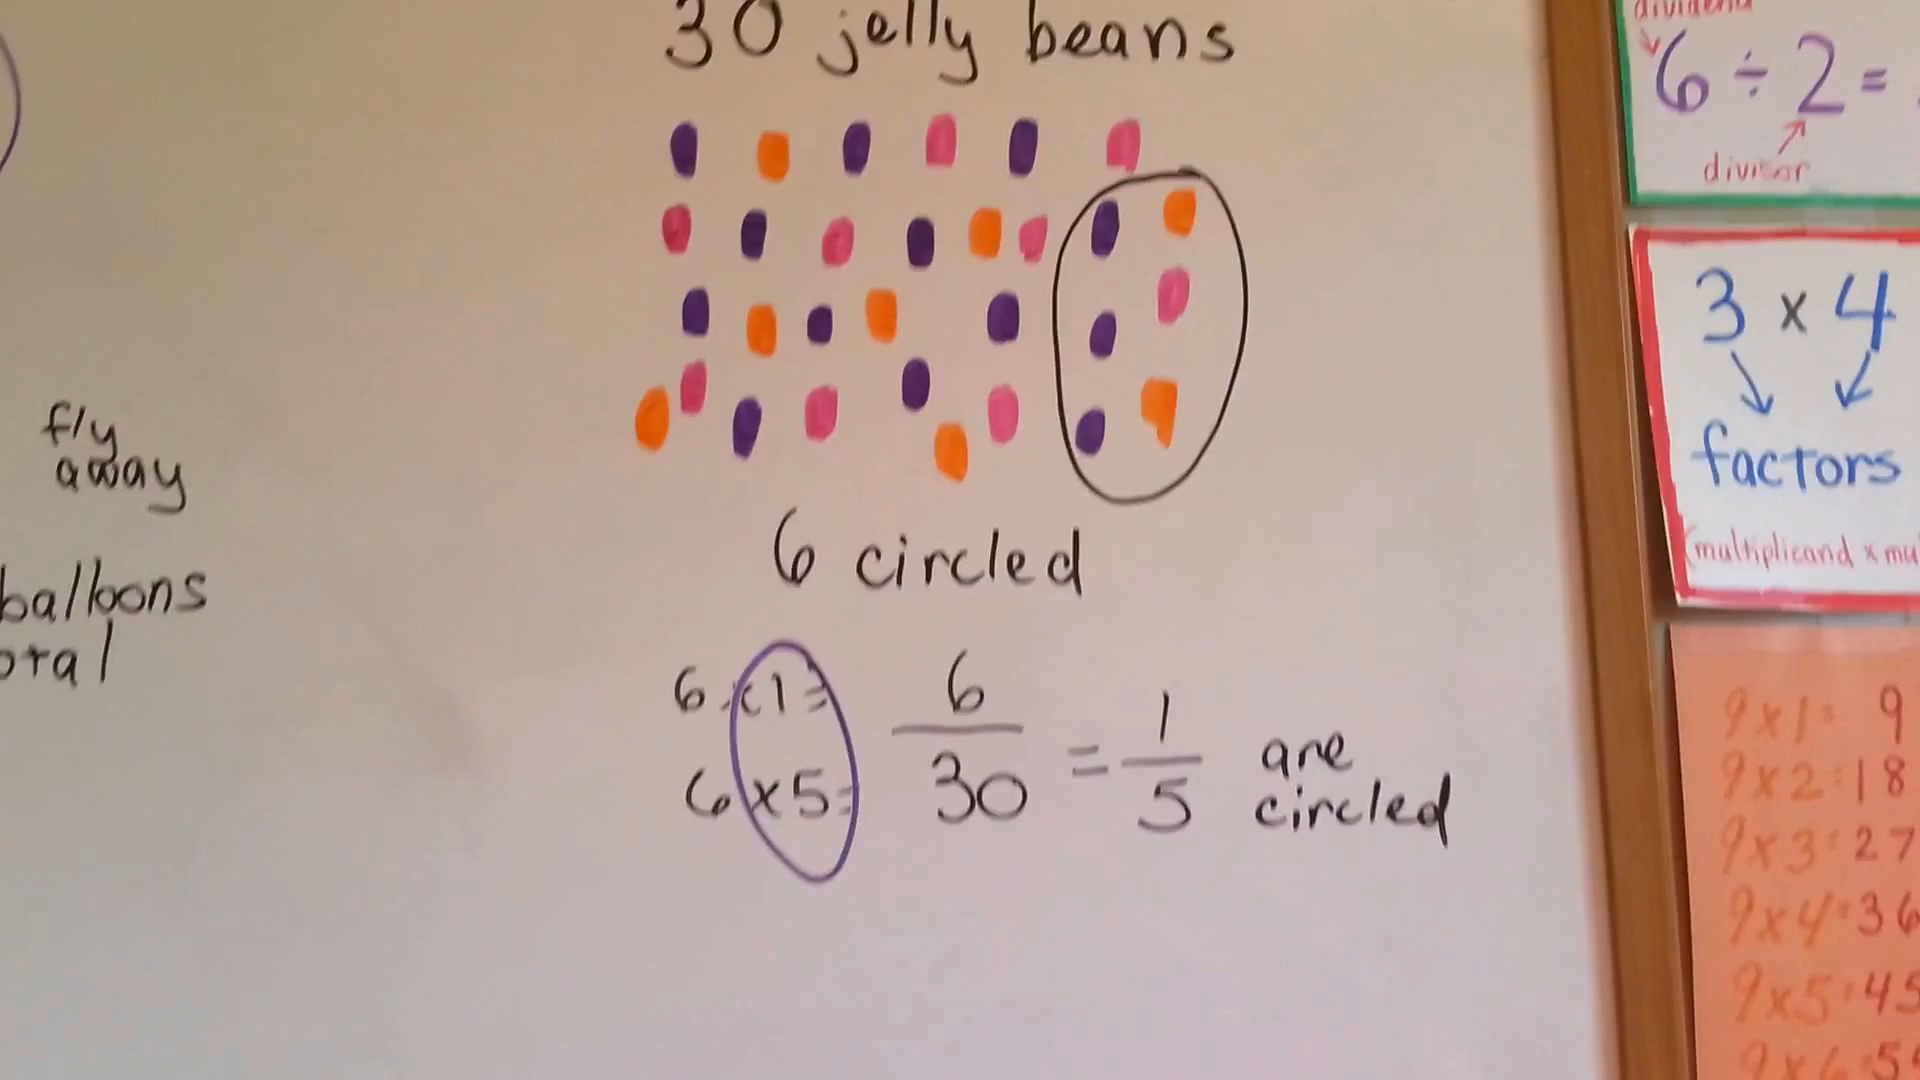 30 jelly beans
fly
away
balloons
6 circled
6 x 1 =
6 x 5 =
6
30
=
1
5
are
circled
dividend
6 ÷ 2 =
divisor
3 x 4
factors
(multiplicand x
9 x 1 = 9
9 x 2 = 18
9 x 3 = 27
9 x 4 = 36
9 x 5 = 45